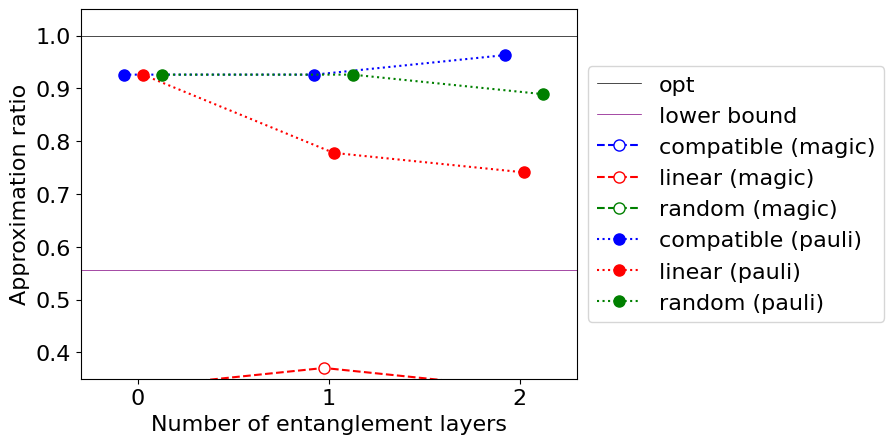 1.0
0.9
0.8
0.7
0.6
0.5
0.4
Approximation ratio
0 1 2
Number of entanglement layers
opt
lower bound
compatible (magic)
linear (magic)
random (magic)
compatible (pauli)
linear (pauli)
random (pauli)